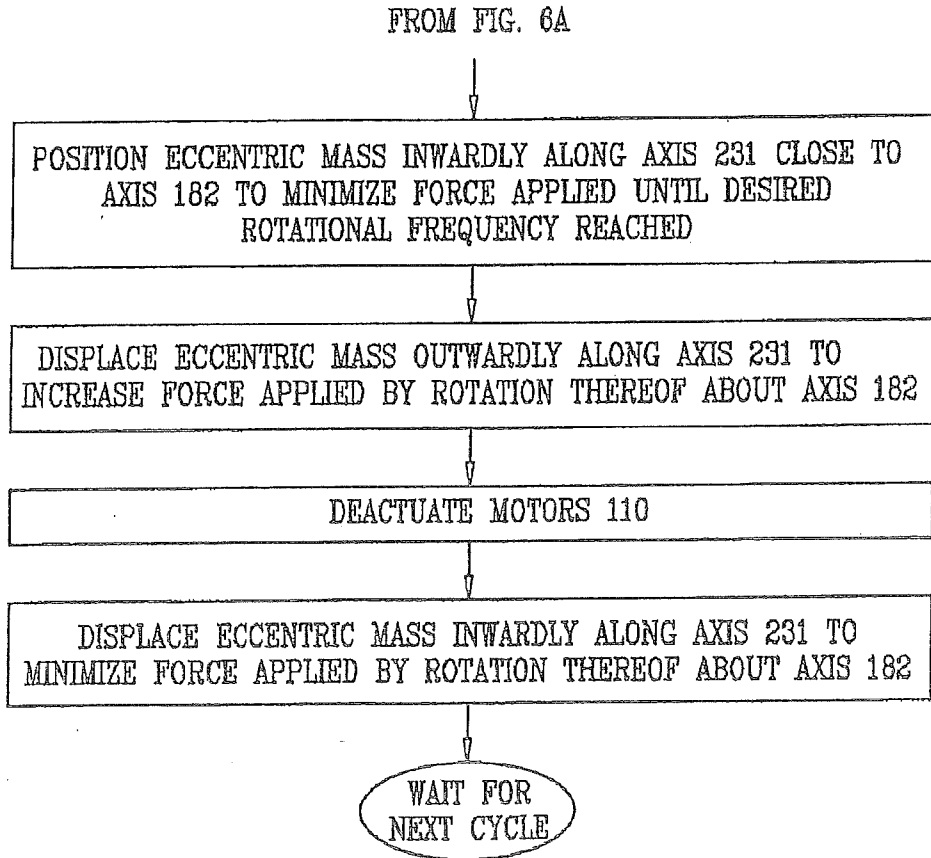 FROM FIG. 6A
POSITION ECCENTRIC MASS INWARDLY ALONG AXIS 231 CLOSE TO
AXIS 182 TO MINIMIZE FORCE APPLIED UNTIL DESIRED
ROTATIONAL FREQUENCY REACHED
DISPLACE ECCENTRIC MASS OUTWARDLY ALONG AXIS 231 TO
INCREASE FORCE APPLIED BY ROTATION THEREOF ABOUT AXIS 182
DEACTUATE MOTORS 110
DISPLACE ECCENTRIC MASS INWARDLY ALONG AXIS 231 TO
MINIMIZE FORCE APPLIED BY ROTATION THEREOF ABOUT AXIS 182
WAIT FOR
NEXT CYCLE